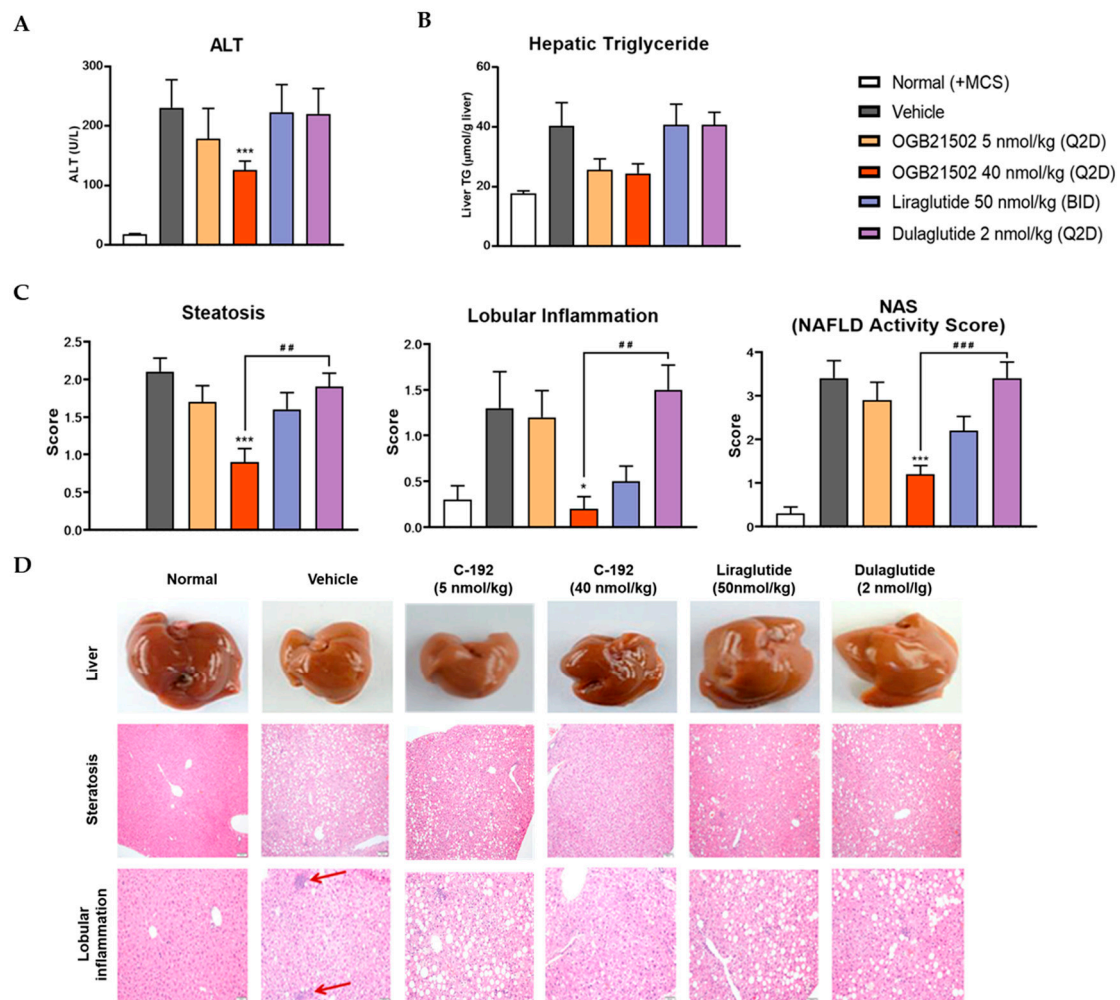 A
ALT
ALT (U/L)
300
200
100
0
***
B
Hepatic Triglyceride
Liver TG (μmol/g liver)
60
40
20
0
Normal (+MCS)
Vehicle
OGB21502 5 nmol/kg (Q2D)
OGB21502 40 nmol/kg (Q2D)
Liraglutide 50 nmol/kg (BID)
Dulaglutide 2 nmol/kg (Q2D)
C
Steatosis
Score
2.5
2.0
1.5
1.0
0.5
0.0
***
##
Lobular Inflammation
Score
2.0
1.5
1.0
0.5
0.0
*
##
NAS
(NAFLD Activity Score)
Score
4
3
2
1
0
***
###
D
Normal
Vehicle
C-192
(5 nmol/kg)
C-192
(40 nmol/kg)
Liraglutide
(50nmol/kg)
Dulaglutide
(2 nmol/lg)
Liver
Steratosis
Lobular
inflammation